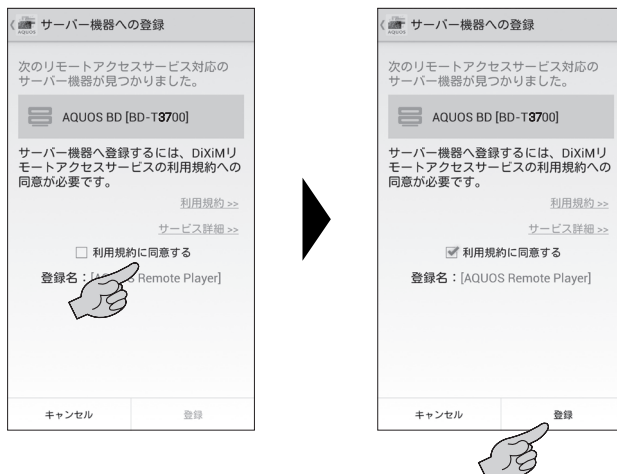 サーバー機器への登録
次のリモートアクセスサービス対応の
サーバー機器が見つかりました。
AQUOS BD [BD-T3700]
サーバー機器へ登録するには、DiXiMリ
モートアクセスサービスの利用規約への
同意が必要です。
利用規約 >>
サービス詳細 >>
利用規約に同意する
登録名：[AQUOS Remote Player]
キャンセル 登録
サーバー機器への登録
次のリモートアクセスサービス対応の
サーバー機器が見つかりました。
AQUOS BD [BD-T3700]
サーバー機器へ登録するには、DiXiMリ
モートアクセスサービスの利用規約への
同意が必要です。
利用規約 >>
サービス詳細 >>
利用規約に同意する
登録名：[AQUOS Remote Player]
キャンセル 登録